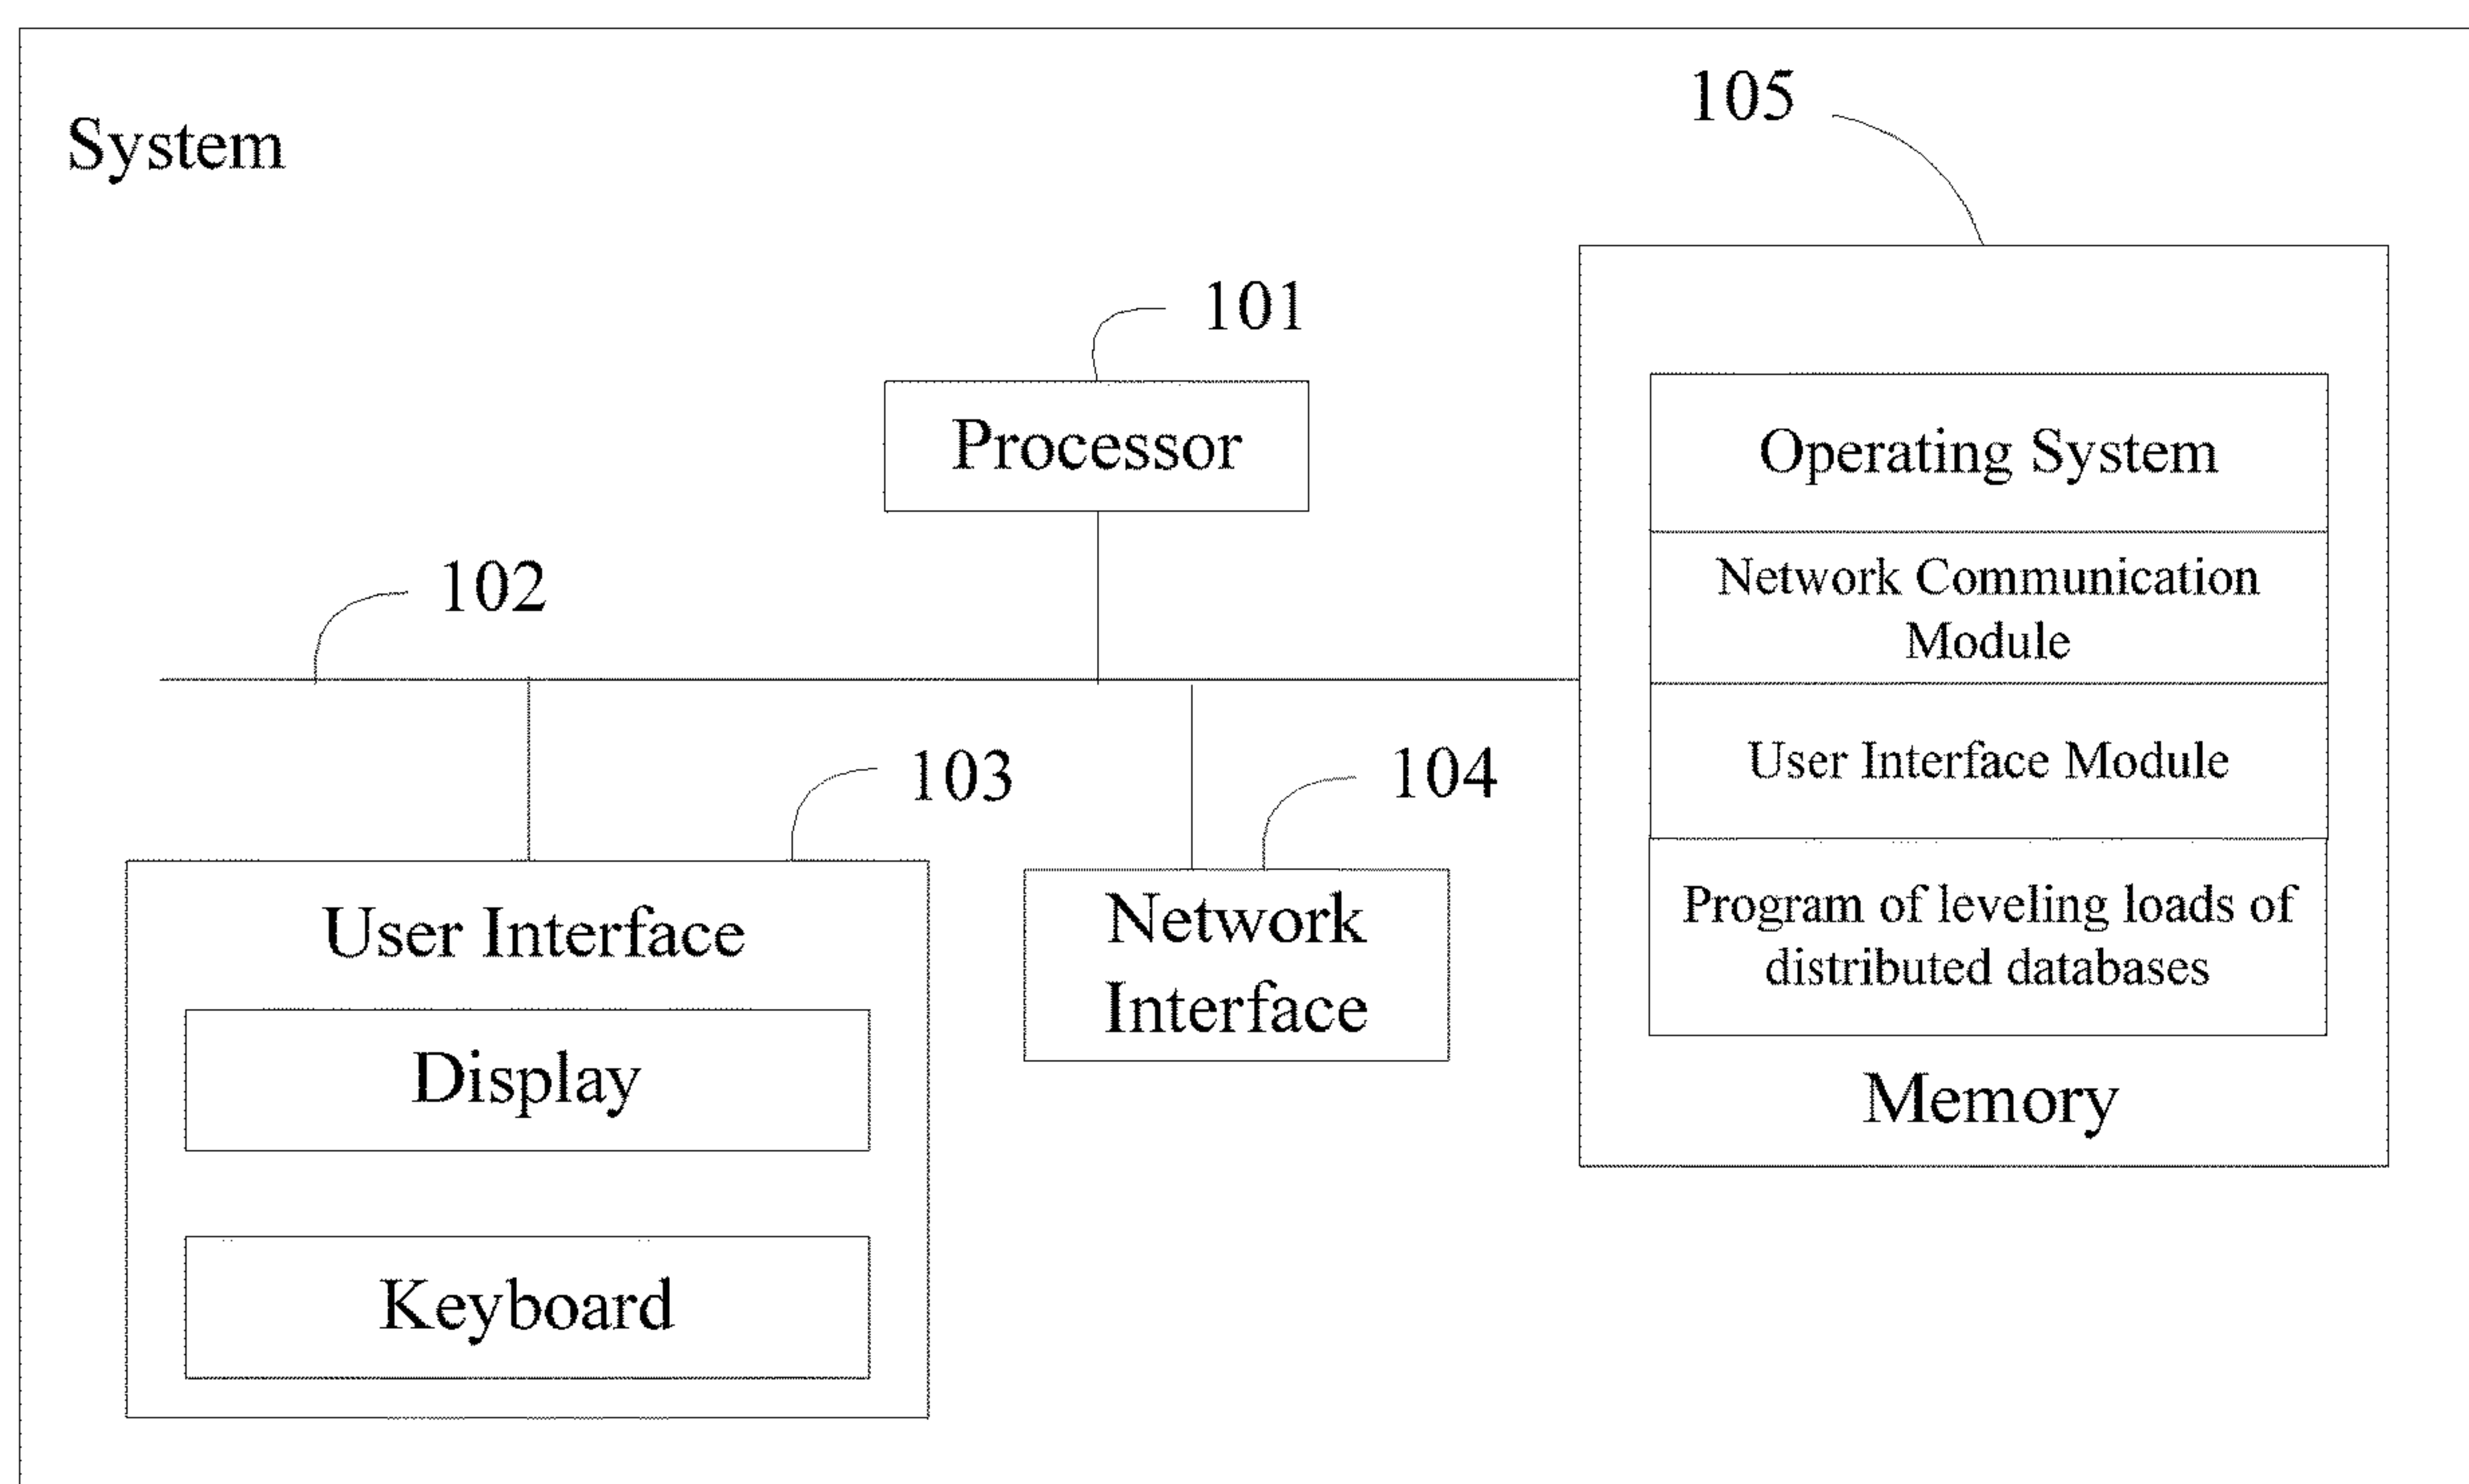 System
105
101
Processor
Operating System
102
Network Communication
Module
User Interface Module
103
104
User Interface
Network
Interface
Program of leveling loads of
distributed databases
Display
Memory
Keyboard